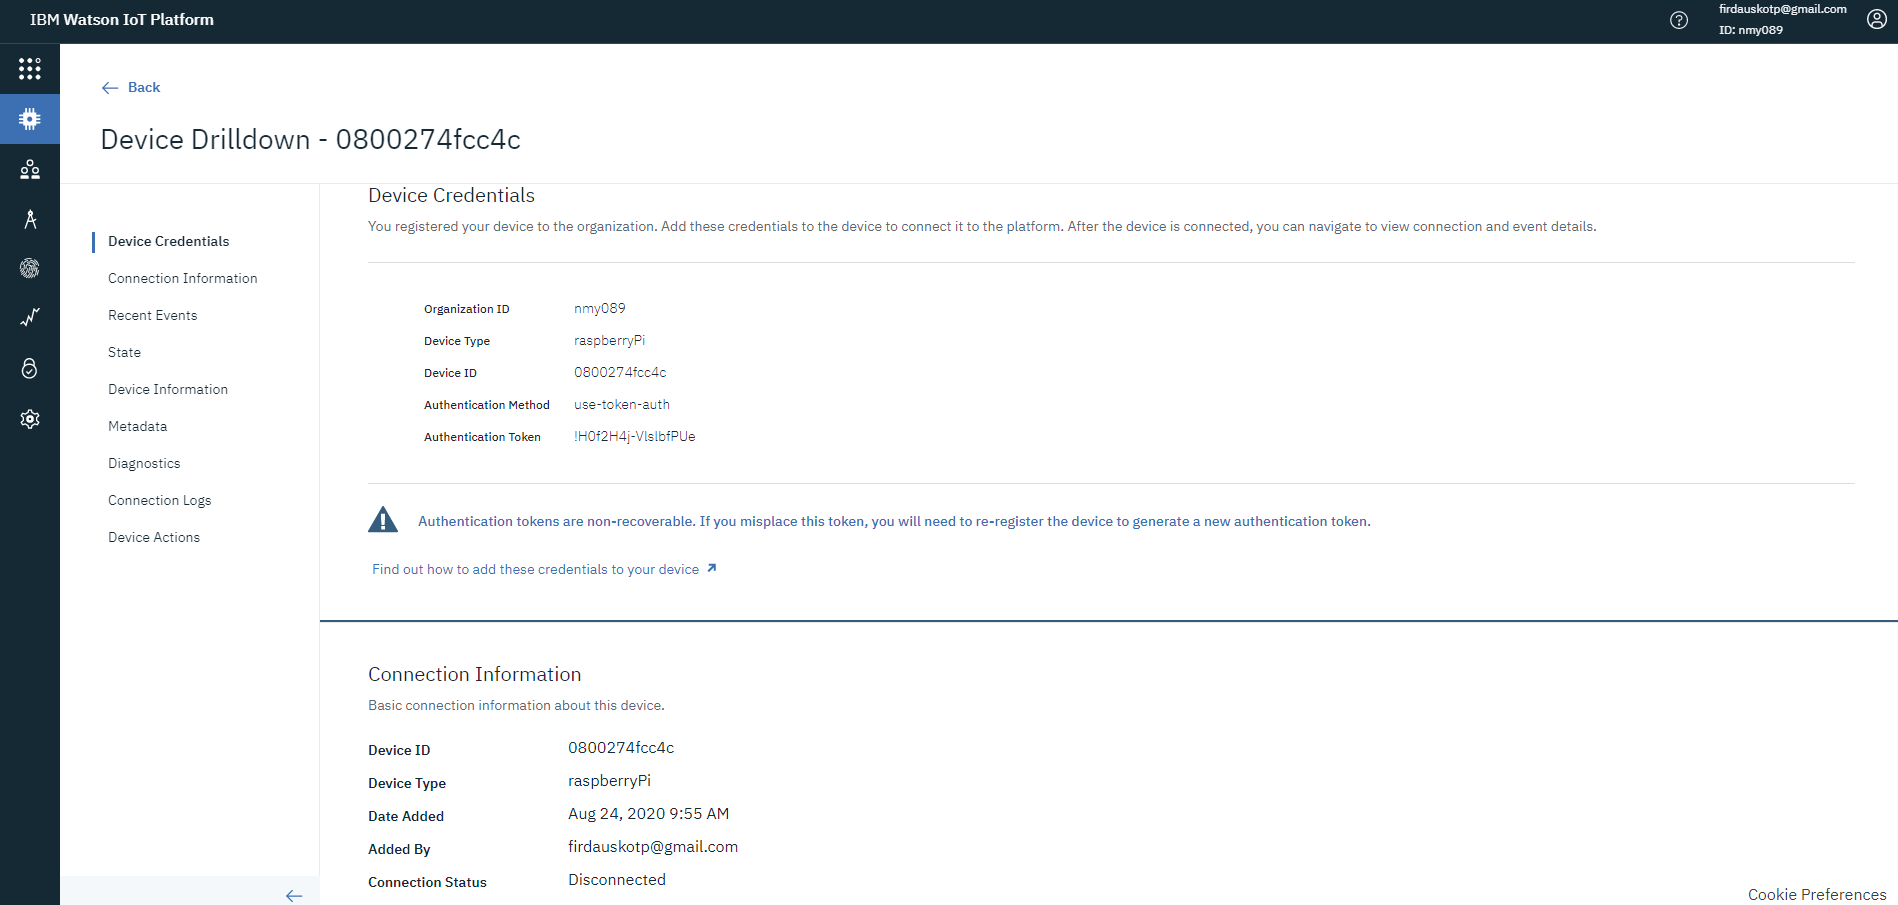 IBM Watson IoT Platform
firdauskotp@gmail.com
ID: nmy089
Back
Device Drilldown - 0800274fcc4c
Device Credentials
Connection Information
Recent Events
State
Device Information
Metadata
Diagnostics
Connection Logs
Device Actions
Device Credentials
You registered your device to the organization. Add these credentials to the device to connect it to the platform. After the device is connected, you can navigate to view connection and event details.
Organization ID nmy089
Device Type raspberryPi
Device ID 0800274fcc4c
Authentication Method use-token-auth
Authentication Token !H0f2H4j-VlslbfPUe
Authentication tokens are non-recoverable. If you misplace this token, you will need to re-register the device to generate a new authentication token.
Find out how to add these credentials to your device
Connection Information
Basic connection information about this device.
Device ID 0800274fcc4c
Device Type raspberryPi
Date Added Aug 24, 2020 9:55 AM
Added By firdauskotp@gmail.com
Connection Status Disconnected
Cookie Preferences